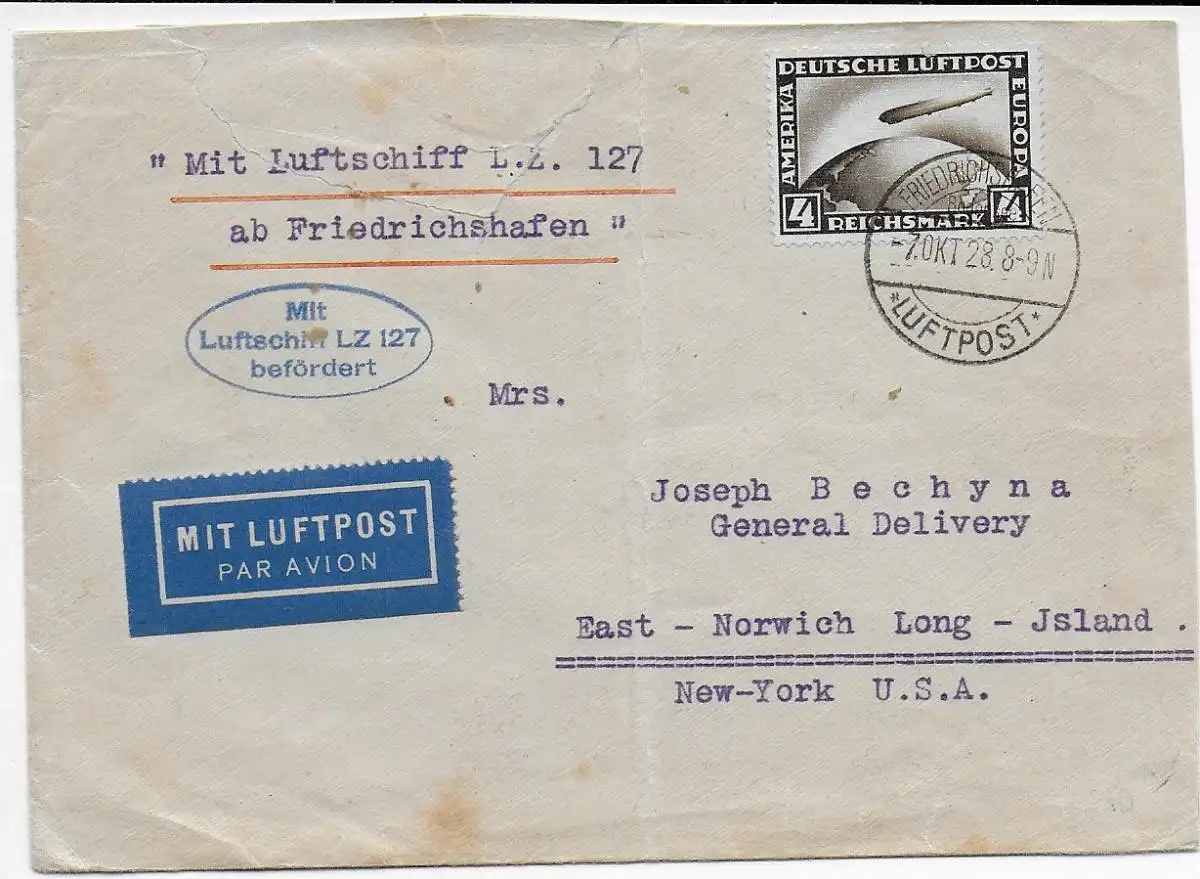 " Mit Luftschiff L.Z. 127
ab Friedrichshafen "
DEUTSCHE LUFTPOST
AMERIKA
EUROPA
4 REICHSMARK 4
FRIEDRICHSHAFEN
-7.OKT 28. 8-9 N
*LUFTPOST*
Mit
Luftschiff LZ 127
befördert
Mrs.
MIT LUFTPOST
PAR AVION
Joseph Bechyna
General Delivery
East - Norwich Long - Jsland .
New-York U.S.A.